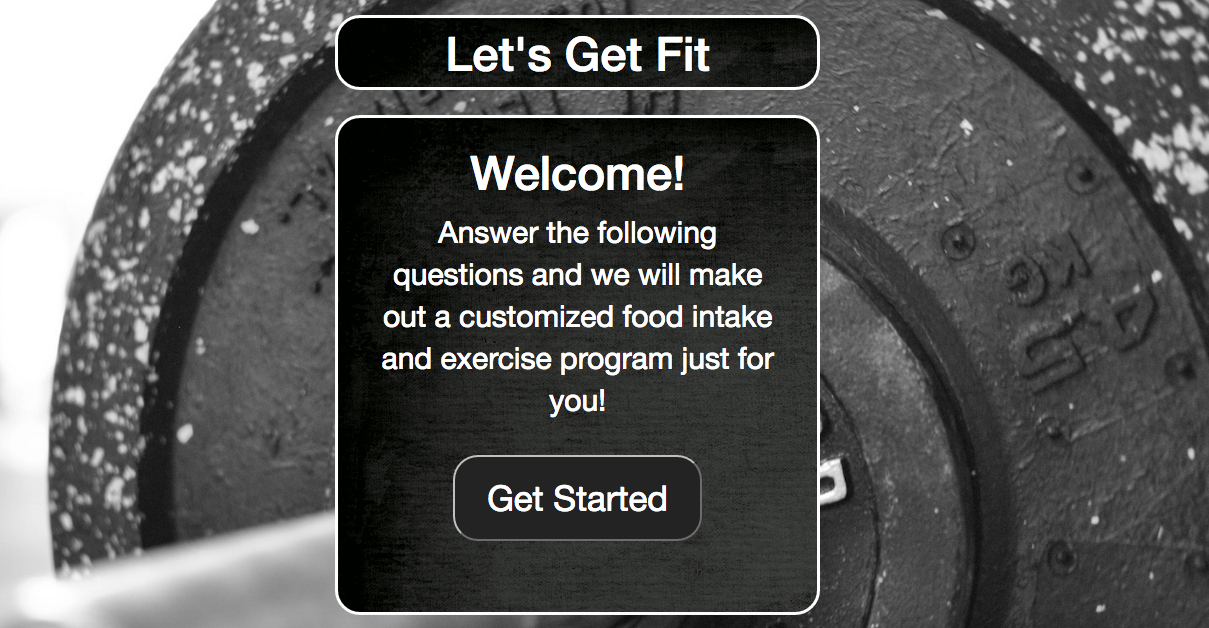 Let's Get Fit
Welcome!
Answer the following
questions and we will make
out a customized food intake
and exercise program just for
you!
Get Started